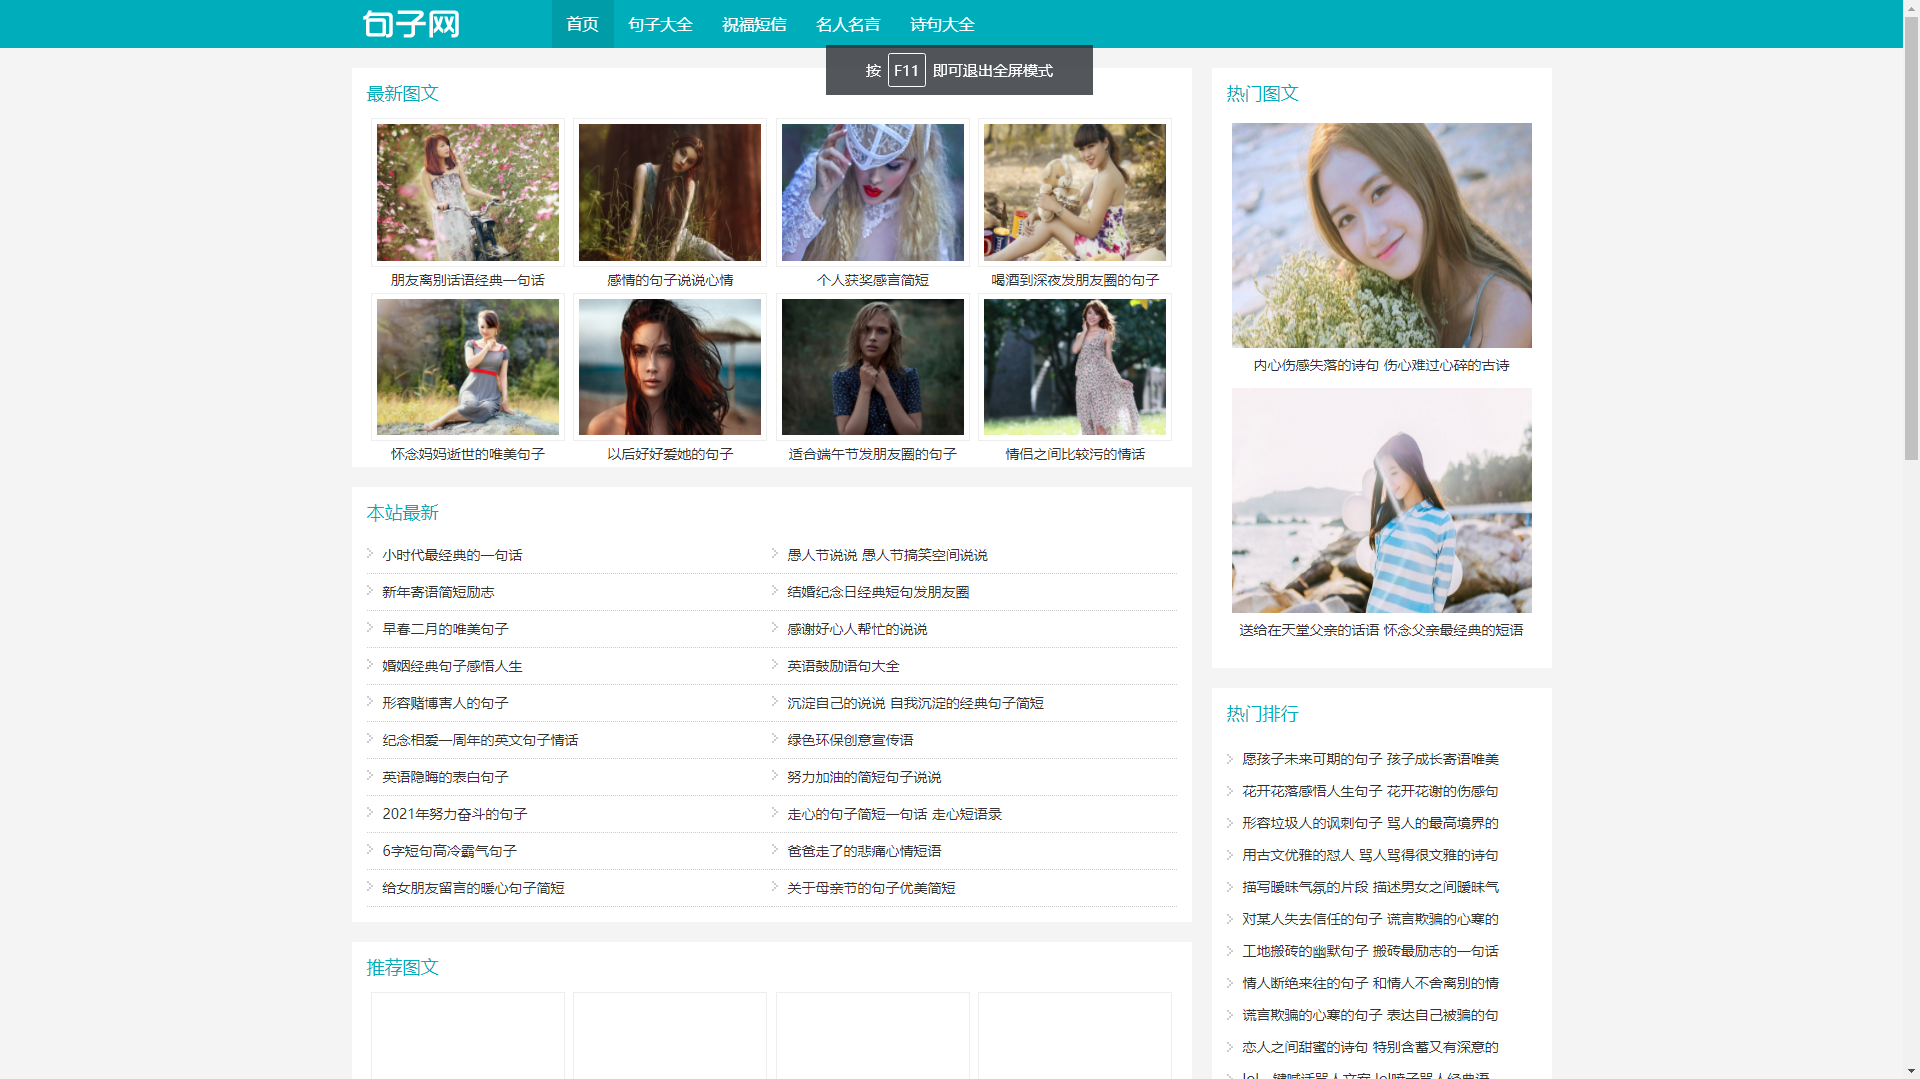 句子网
首页 句子大全 祝福短信 名人名言 诗句大全
按 F11 即可退出全屏模式
最新图文
朋友离别话语经典一句话 感情的句子说说心情 个人获奖感言简短 喝酒到深夜发朋友圈的句子
怀念妈妈逝世的唯美句子 以后好好爱她的句子 适合端午节发朋友圈的句子 情侣之间比较污的情话
本站最新
小时代最经典的一句话 愚人节说说 愚人节搞笑空间说说
新年寄语简短励志 结婚纪念日经典短句发朋友圈
早春二月的唯美句子 感谢好心人帮忙的说说
婚姻经典句子感悟人生 英语鼓励语句大全
形容赌博害人的句子 沉淀自己的说说 自我沉淀的经典句子简短
纪念相爱一周年的英文句子情话 绿色环保创意宣传语
英语隐晦的表白句子 努力加油的简短句子说说
2021年努力奋斗的句子 走心的句子简短一句话 走心短语录
6字短句高冷霸气句子 爸爸走了的悲痛心情短语
给女朋友留言的暖心句子简短 关于母亲节的句子优美简短
推荐图文
热门图文
内心伤感失落的诗句 伤心难过心碎的古诗
送给在天堂父亲的话语 怀念父亲最经典的短语
热门排行
愿孩子未来可期的句子 孩子成长寄语唯美
花开花落感悟人生句子 花开花谢的伤感句
形容垃圾人的讽刺句子 骂人的最高境界的
用古文优雅的怼人 骂人骂得很文雅的诗句
描写暧昧气氛的片段 描述男女之间暧昧气
对某人失去信任的句子 谎言欺骗的心寒的
工地搬砖的幽默句子 搬砖最励志的一句话
情人断绝来往的句子 和情人不舍离别的情
谎言欺骗的心寒的句子 表达自己被骗的句
恋人之间甜蜜的诗句 特别含蓄又有深意的
lol一键喊话骂人文案 lol喷子骂人经典语